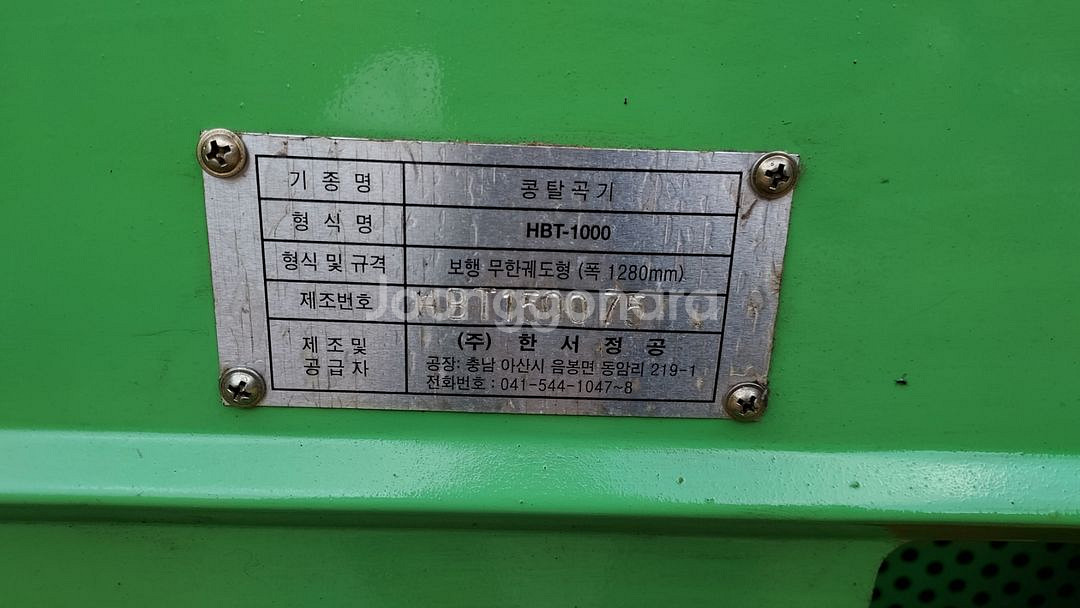 기 종 명 콩 탈 곡 기
형 식 명 HBT-1000
형식 및 규격 보행 무한궤도형 (폭 1280mm)
제조번호 HBT150075
제 조 및 공 급 자 (주) 한 서 정 공
공장: 충남 아산시 음봉면 동암리 219-1
전화번호 : 041-544-1047~8
Joonggonara